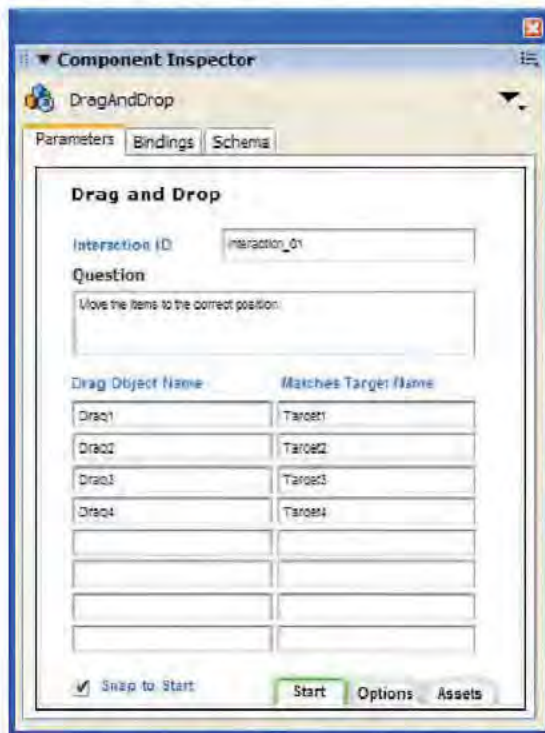 Component Inspector
DragAndDrop
Parameters Bindings Schema
Drag and Drop
Interaction ID Interaction_01
Question
Move the items to the correct position.
Drag Object Name Matches Target Name
Drag1 Target1
Drag2 Target2
Drag3 Target3
Drag4 Target4
Snap to Start Start Options Assets